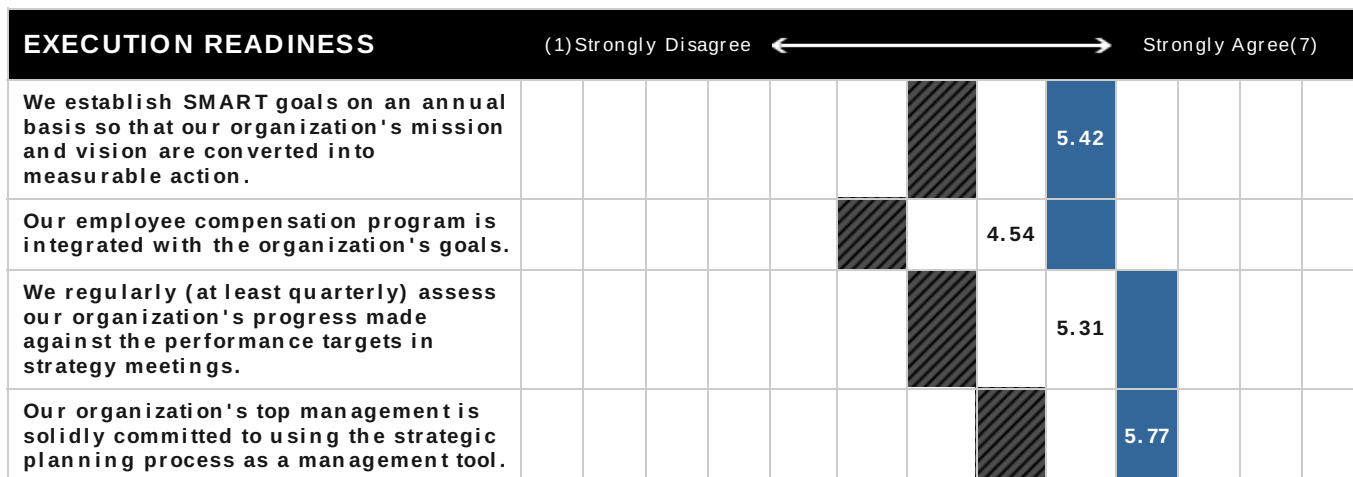 EXECUTION READINESS (1)Strongly Disagree Strongly Agree(7)
We establish SMART goals on an annual
basis so that our organization's mission
and vision are converted into
measurable action.
5.42
Our employee compensation program is
integrated with the organization's goals.
4.54
We regularly (at least quarterly) assess
our organization's progress made
against the performance targets in
strategy meetings.
5.31
Our organization's top management is
solidly committed to using the strategic
planning process as a management tool.
5.77